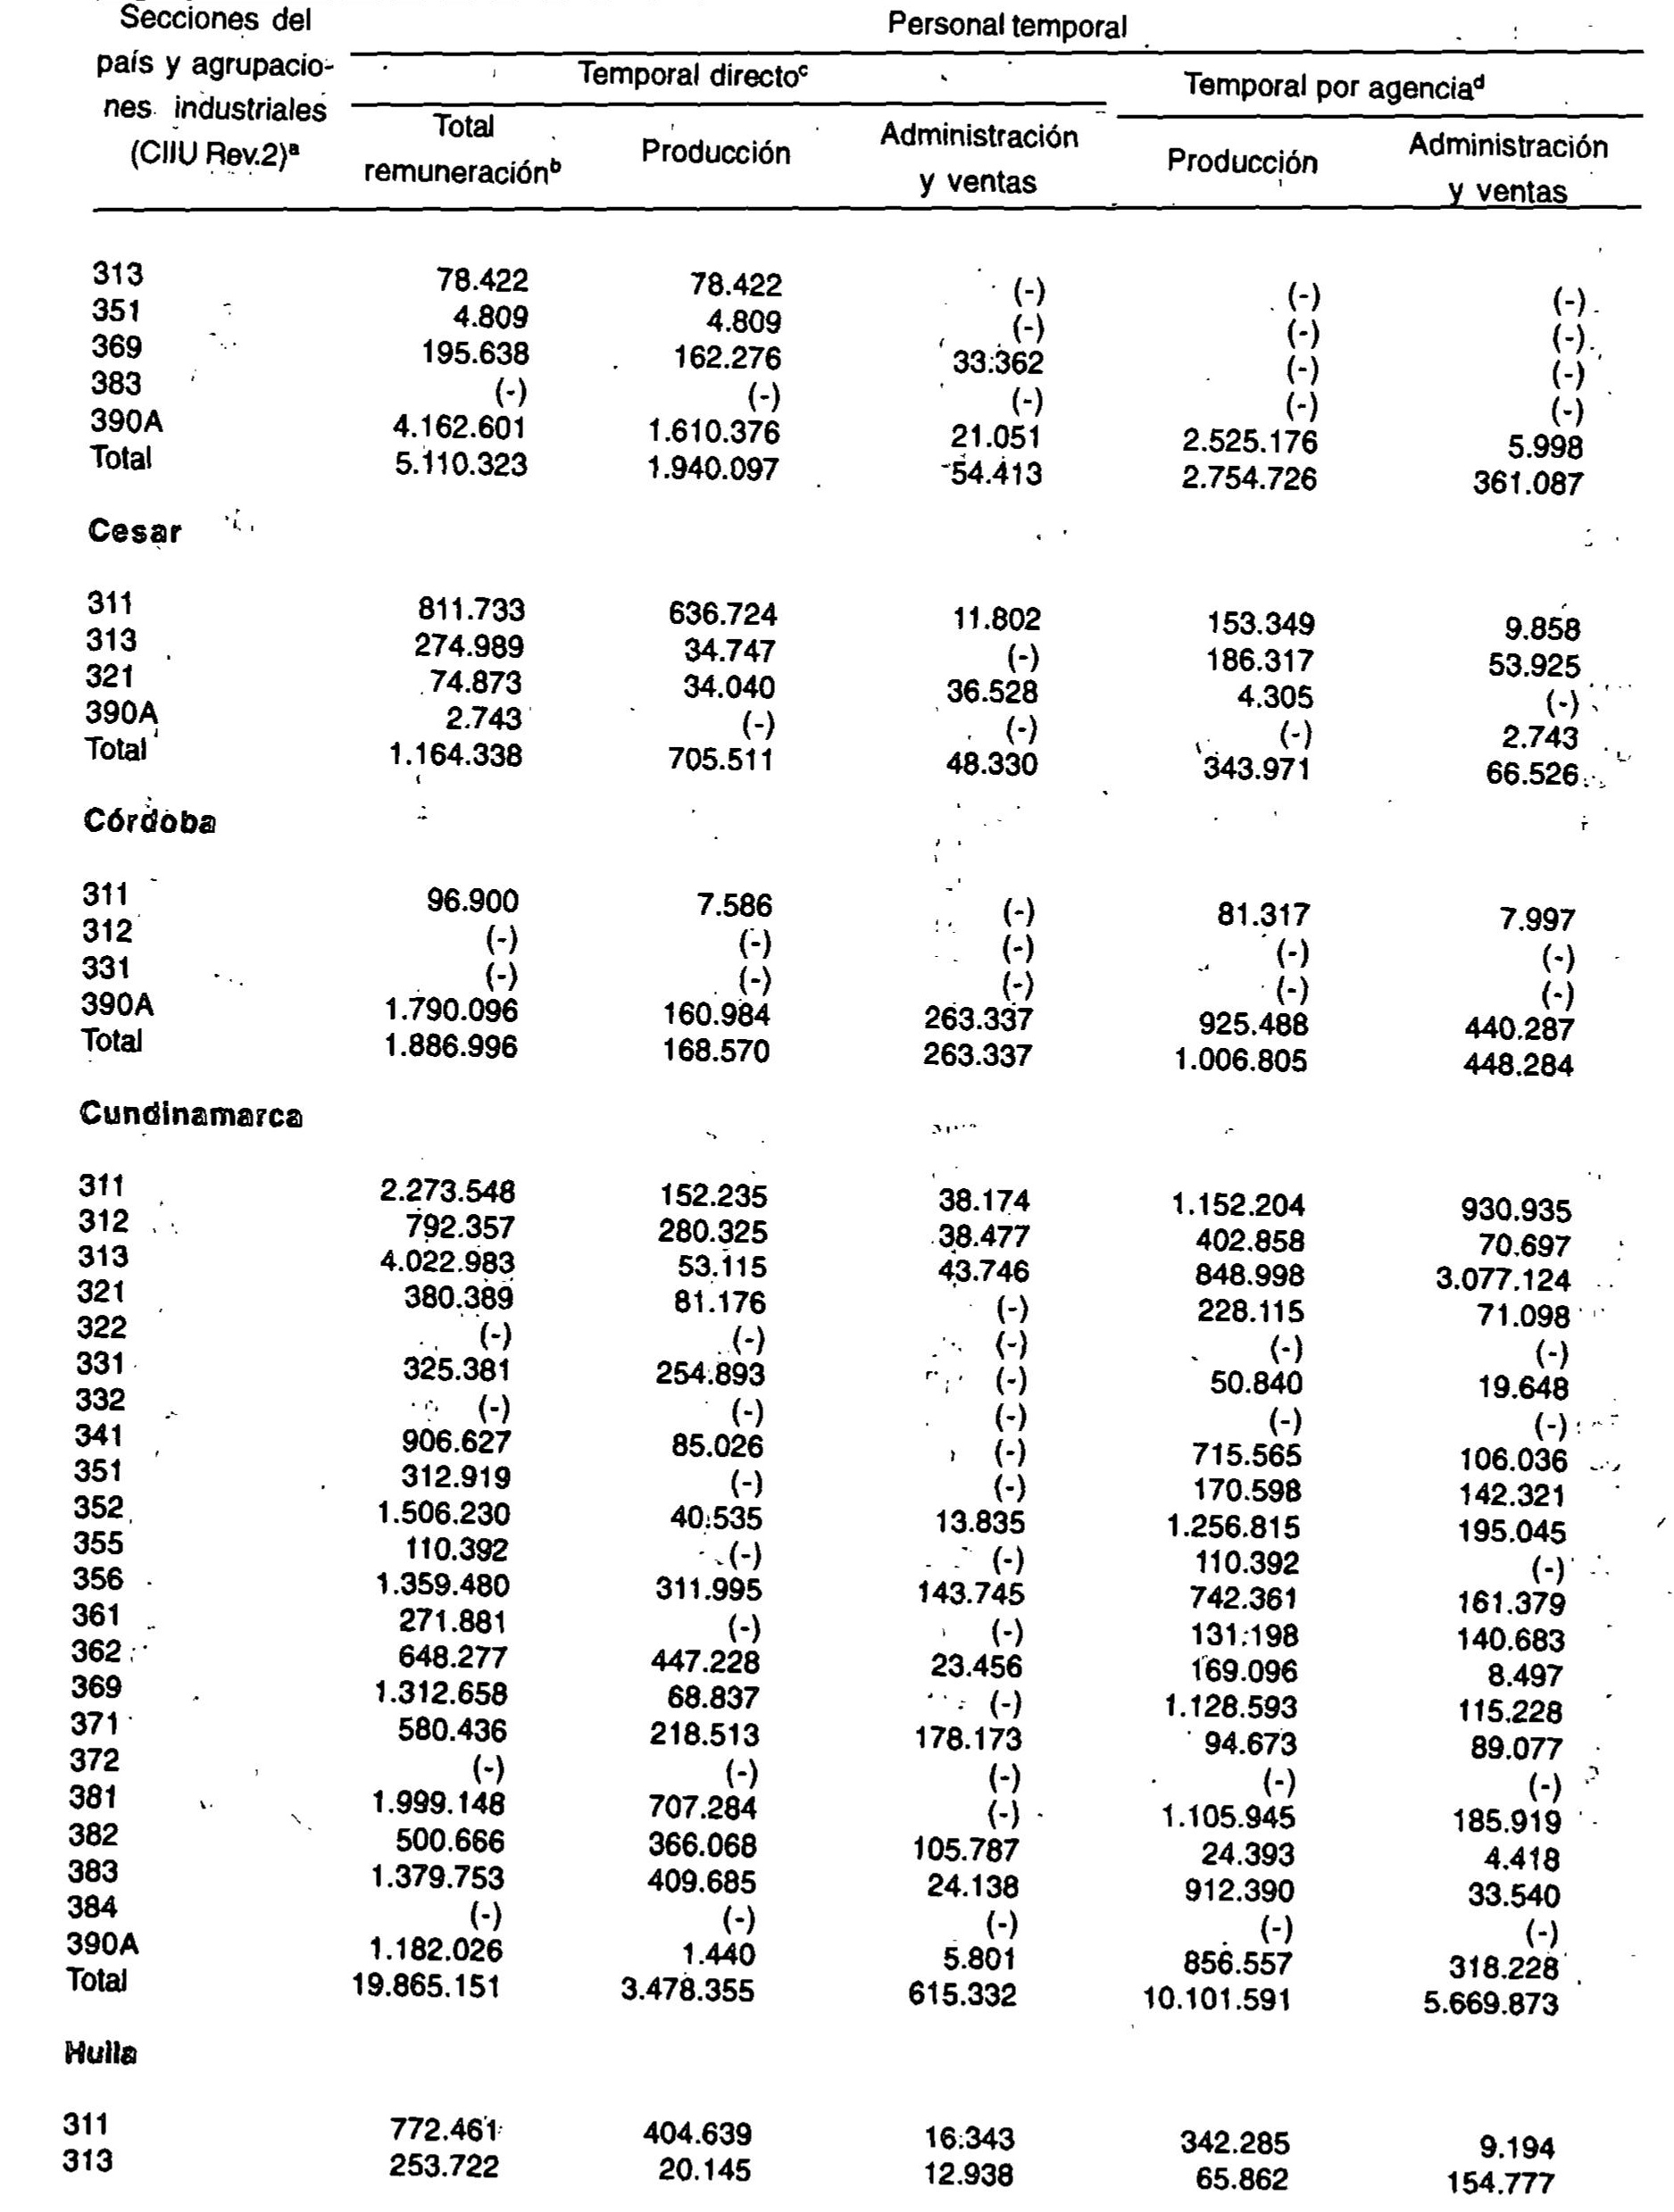 Secciones del Personal temporal
país y agrupacio- Temporal directoᶜ Temporal por agenciaᵈ
nes industriales Total Producción Administración Producción Administración
(CIIU Rev.2)ᵃ remuneraciónᵇ y ventas y ventas
313 78.422 78.422 (-) (-) (-)
351 4.809 4.809 (-) (-) (-)
369 195.638 162.276 33.362 (-) (-)
383 (-) (-) (-) (-) (-)
390A 4.162.601 1.610.376 21.051 2.525.176 5.998
Total 5.110.323 1.940.097 54.413 2.754.726 361.087
Cesar
311 811.733 636.724 11.802 153.349 9.858
313 274.989 34.747 (-) 186.317 53.925
321 74.873 34.040 36.528 4.305 (-)
390A 2.743 (-) (-) (-) 2.743
Total 1.164.338 705.511 48.330 343.971 66.526
Córdoba
311 96.900 7.586 (-) 81.317 7.997
312 (-) (-) (-) (-) (-)
331 (-) (-) (-) (-) (-)
390A 1.790.096 160.984 263.337 925.488 440.287
Total 1.886.996 168.570 263.337 1.006.805 448.284
Cundinamarca
311 2.273.548 152.235 38.174 1.152.204 930.935
312 792.357 280.325 38.477 402.858 70.697
313 4.022.983 53.115 43.746 848.998 3.077.124
321 380.389 81.176 (-) 228.115 71.098
322 (-) (-) (-) (-) (-)
331 325.381 254.893 (-) 50.840 19.648
332 (-) (-) (-) (-) (-)
341 906.627 85.026 (-) 715.565 106.036
351 312.919 (-) (-) 170.598 142.321
352 1.506.230 40.535 13.835 1.256.815 195.045
355 110.392 (-) (-) 110.392 (-)
356 1.359.480 311.995 143.745 742.361 161.379
361 271.881 (-) (-) 131.198 140.683
362 648.277 447.228 23.456 169.096 8.497
369 1.312.658 68.837 (-) 1.128.593 115.228
371 580.436 218.513 178.173 94.673 89.077
372 (-) (-) (-) (-) (-)
381 1.999.148 707.284 (-) 1.105.945 185.919
382 500.666 366.068 105.787 24.393 4.418
383 1.379.753 409.685 24.138 912.390 33.540
384 (-) (-) (-) (-) (-)
390A 1.182.026 1.440 5.801 856.557 318.228
Total 19.865.151 3.478.355 615.332 10.101.591 5.669.873
Huila
311 772.461 404.639 16.343 342.285 9.194
313 253.722 20.145 12.938 65.862 154.777